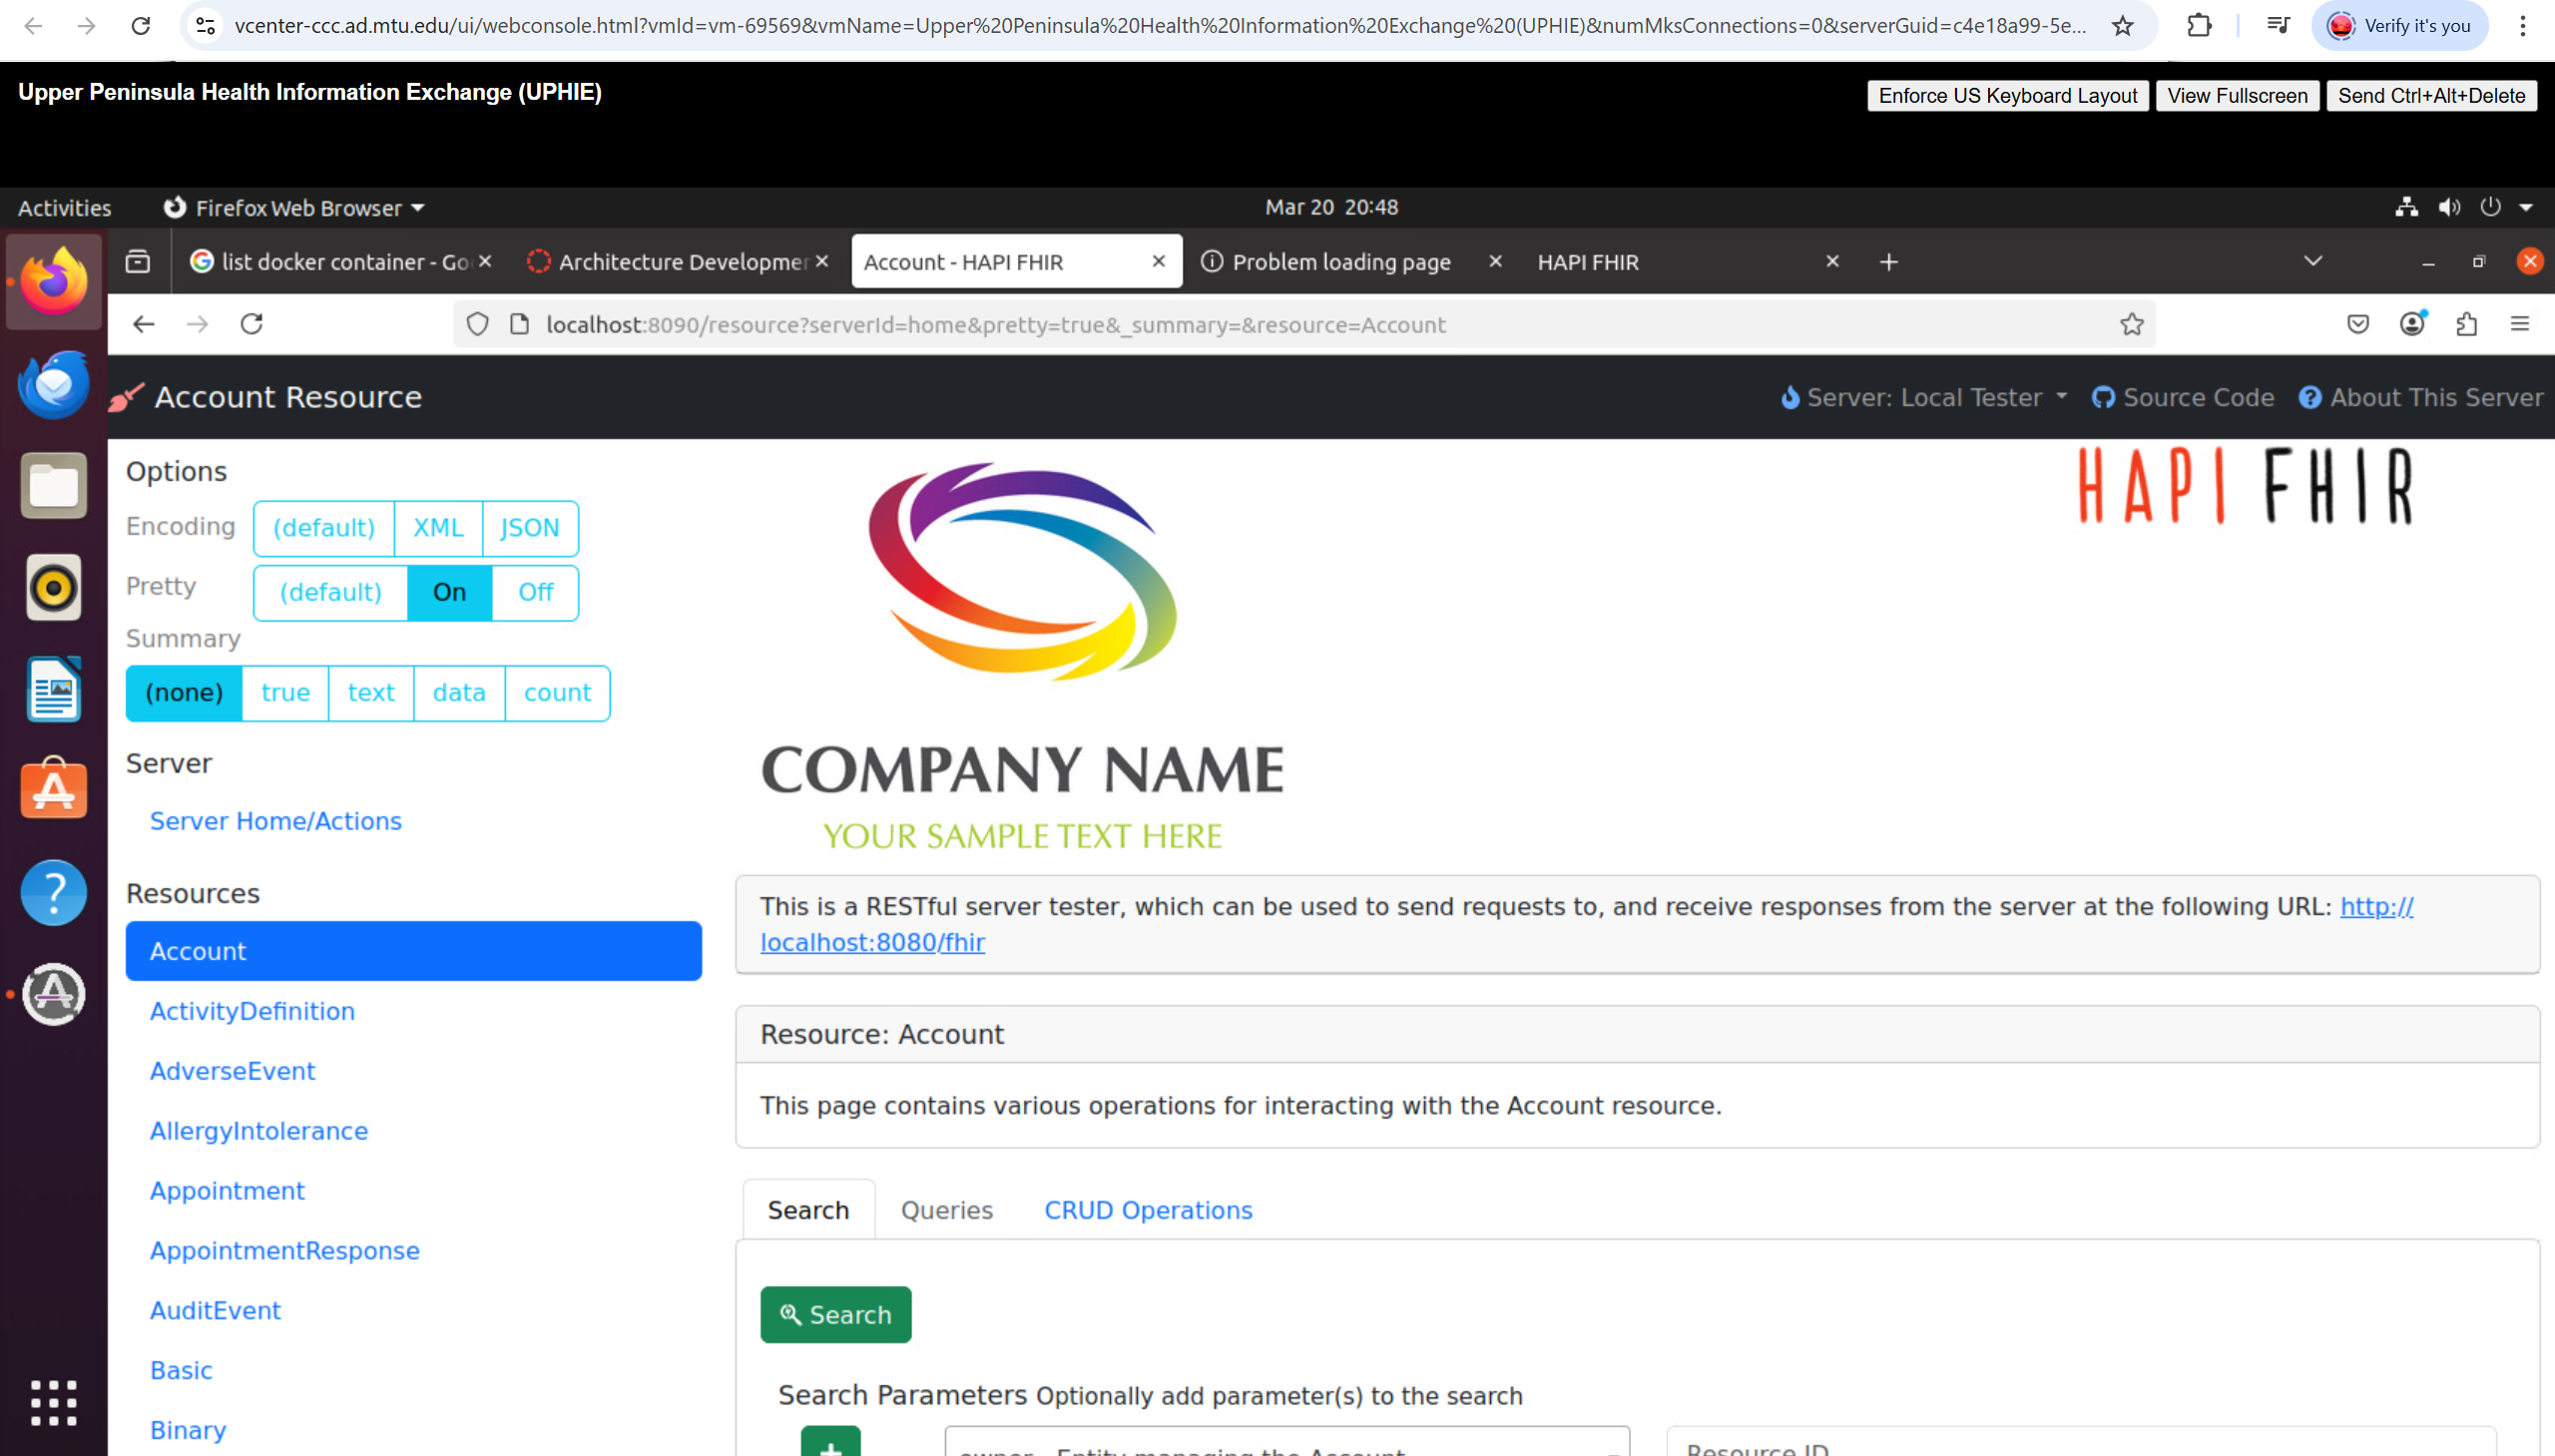 vcenter-ccc.ad.mtu.edu/ui/webconsole.html?vmId=vm-69569&vmName=Upper%20Peninsula%20Health%20Information%20Exchange%20(UPHIE)&numMksConnections=0&serverGuid=c4e18a99-5e...
Verify it's you
Upper Peninsula Health Information Exchange (UPHIE)
Enforce US Keyboard Layout
View Fullscreen
Send Ctrl+Alt+Delete
Activities
Firefox Web Browser
Mar 20 20:48
list docker container - Go
Architecture Developmer
Account - HAPI FHIR
Problem loading page
HAPI FHIR
localhost:8090/resource?serverId=home&pretty=true&_summary=&resource=Account
Account Resource
Server: Local Tester
Source Code
About This Server
Options
Encoding
(default)
XML
JSON
Pretty
(default)
On
Off
Summary
(none)
true
text
data
count
Server
Server Home/Actions
Resources
Account
ActivityDefinition
AdverseEvent
AllergyIntolerance
Appointment
AppointmentResponse
AuditEvent
Basic
Binary
HAPI FHIR
COMPANY NAME
YOUR SAMPLE TEXT HERE
This is a RESTful server tester, which can be used to send requests to, and receive responses from the server at the following URL: http://
localhost:8080/fhir
Resource: Account
This page contains various operations for interacting with the Account resource.
Search
Queries
CRUD Operations
Search
Search Parameters Optionally add parameter(s) to the search
owner - Entity managing the Account
Resource ID